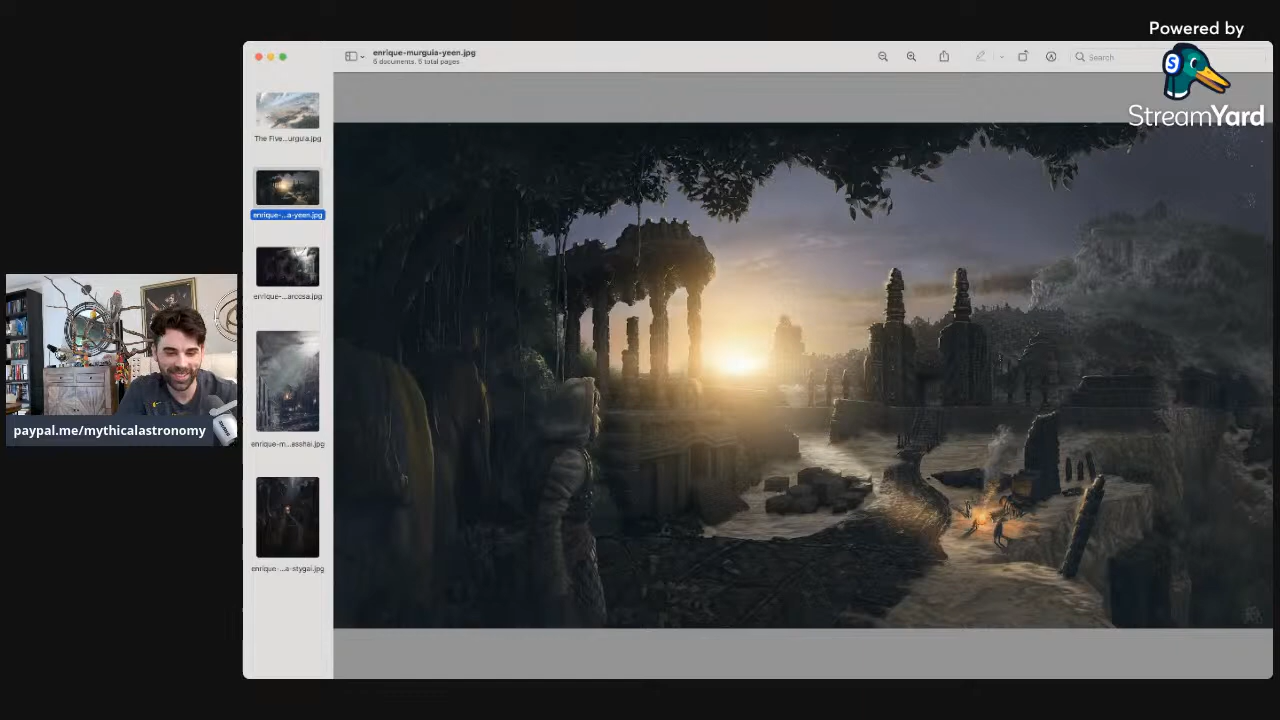 Powered by
StreamYard
enrique-murguia-yeen.jpg
5 documents, 5 total pages
Search
The Five...urguia.jpg
enrique-...a-yeen.jpg
enrique-...arcosa.jpg
enrique-m...asshai.jpg
enrique-...a-stygai.jpg
paypal.me/mythicalastronomy